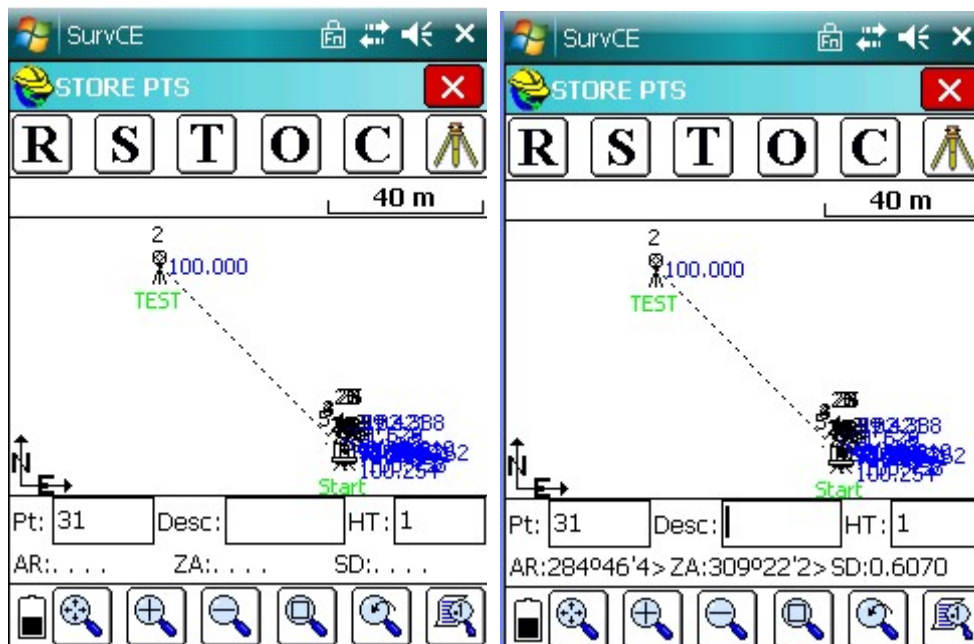 SurvCE
STORE PTS
R S T O C
40 m
2
100.000
TEST
Start
N
E
Pt: 31 Desc: HT: 1
AR:. . . . ZA:. . . . SD:. . . .
SurvCE
STORE PTS
R S T O C
40 m
2
100.000
TEST
Start
N
E
Pt: 31 Desc: HT: 1
AR:284º46'4> ZA:309º22'2> SD:0.6070